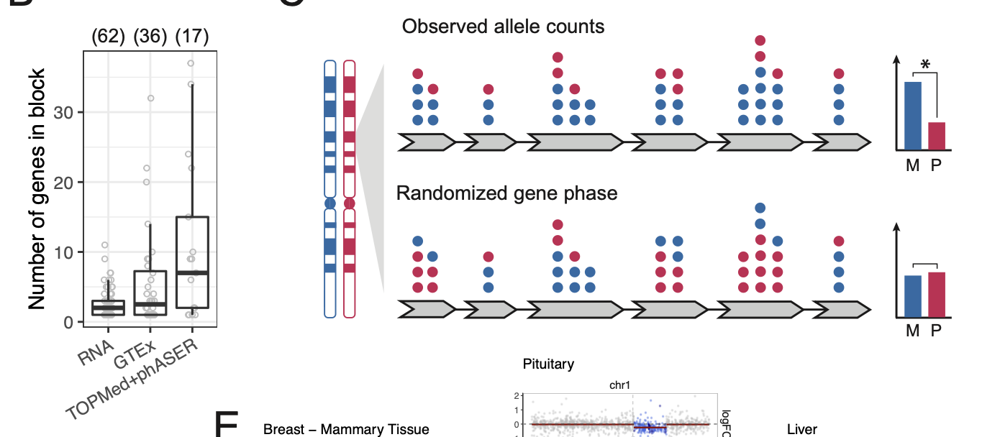 (62) (36) (17)
Number of genes in block
30
20
10
0
RNA
GTEx
TOPMed+phASER
Observed allele counts
*
M P
Randomized gene phase
M P
Pituitary
chr1
2
1
0
logFC
Breast – Mammary Tissue
Liver